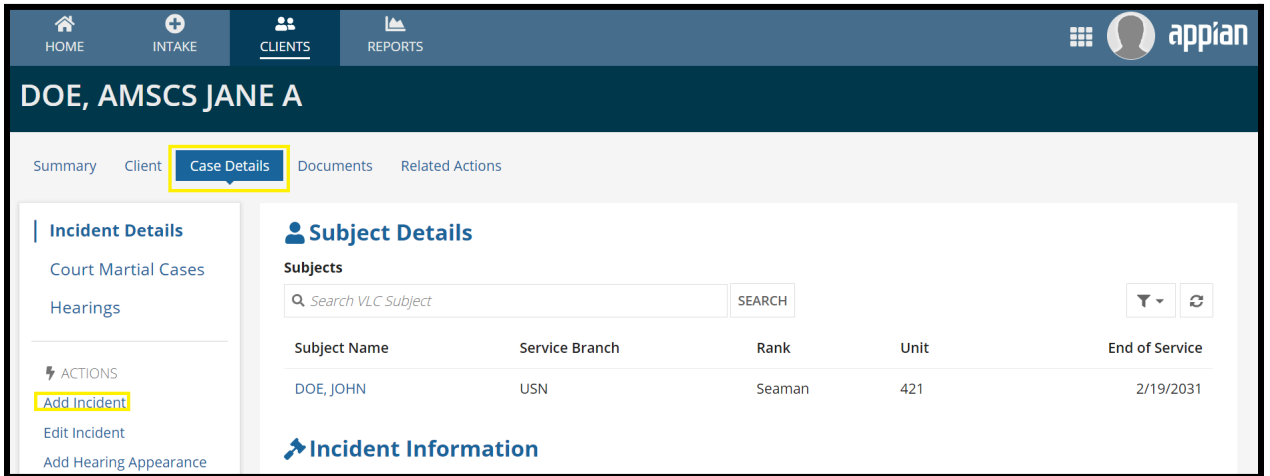 HOME INTAKE CLIENTS REPORTS appian
DOE, AMSCS JANE A
Summary Client Case Details Documents Related Actions
Incident Details
Court Martial Cases
Hearings
ACTIONS
Add Incident
Edit Incident
Add Hearing Appearance
Subject Details
Subjects
Search VLC Subject SEARCH
Subject Name Service Branch Rank Unit End of Service
DOE, JOHN USN Seaman 421 2/19/2031
Incident Information